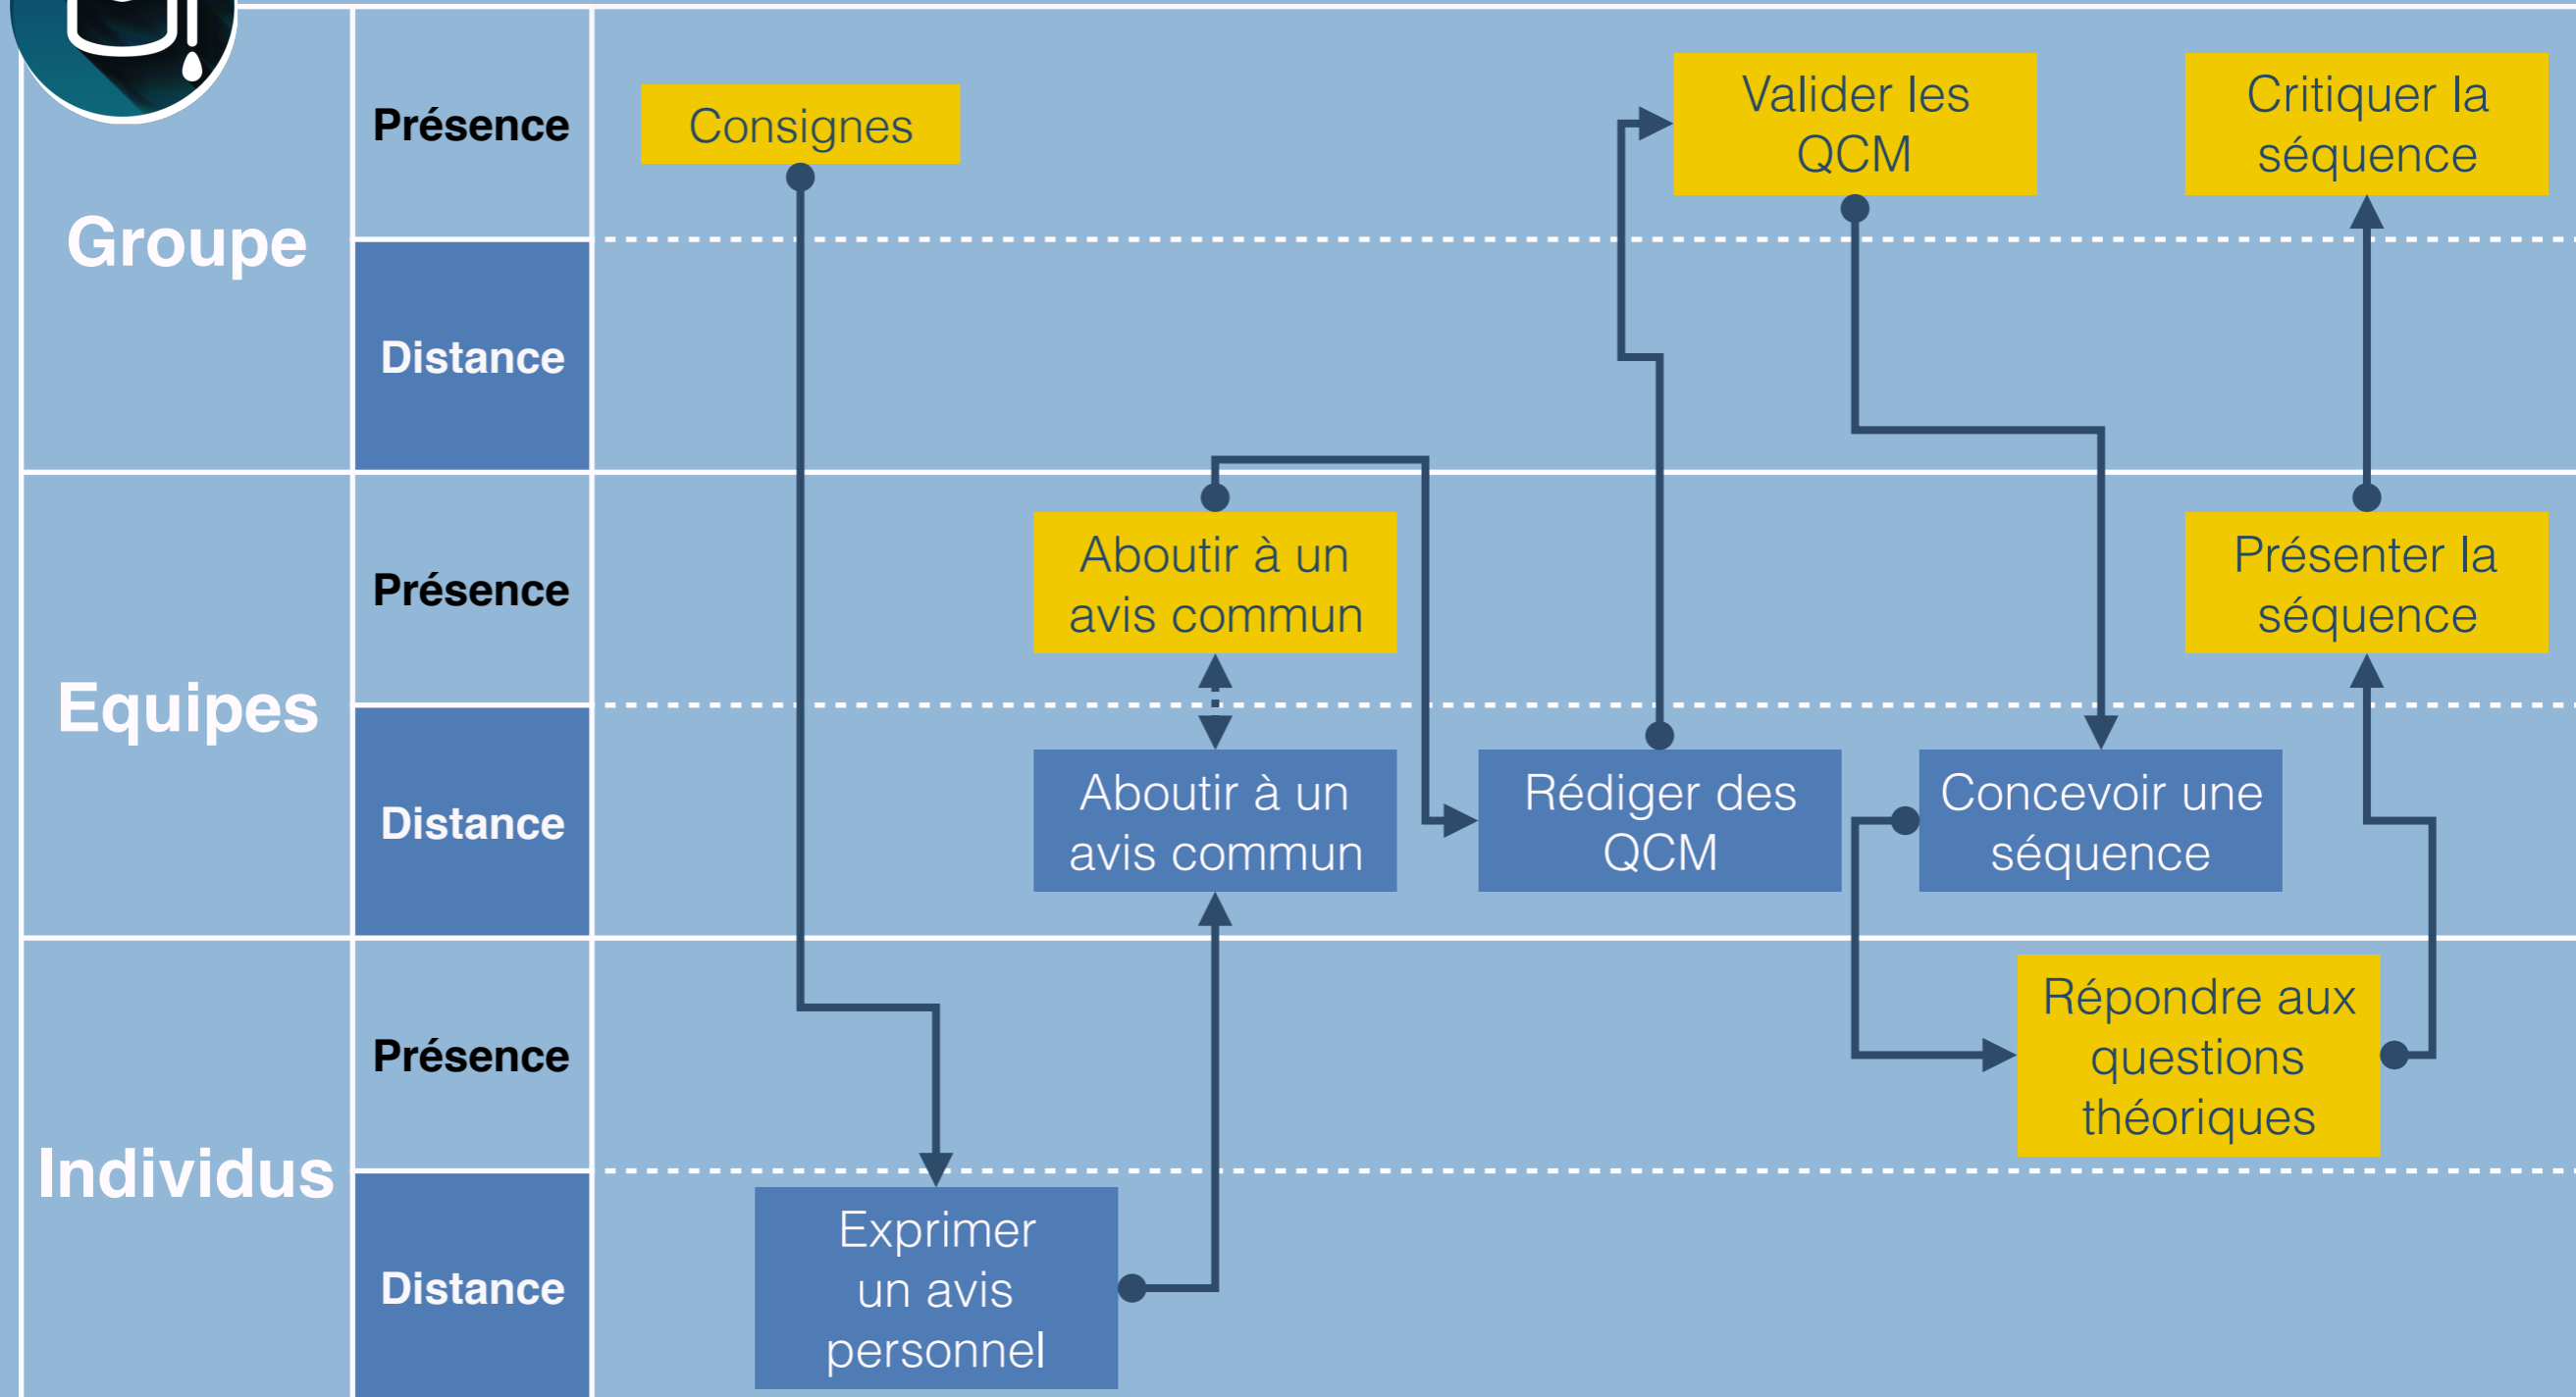 Groupe
Présence
Distance
Consignes
Valider les
QCM
Critiquer la
séquence
Equipes
Présence
Distance
Aboutir à un
avis commun
Présenter la
séquence
Aboutir à un
avis commun
Rédiger des
QCM
Concevoir une
séquence
Individus
Présence
Distance
Répondre aux
questions
théoriques
Exprimer
un avis
personnel